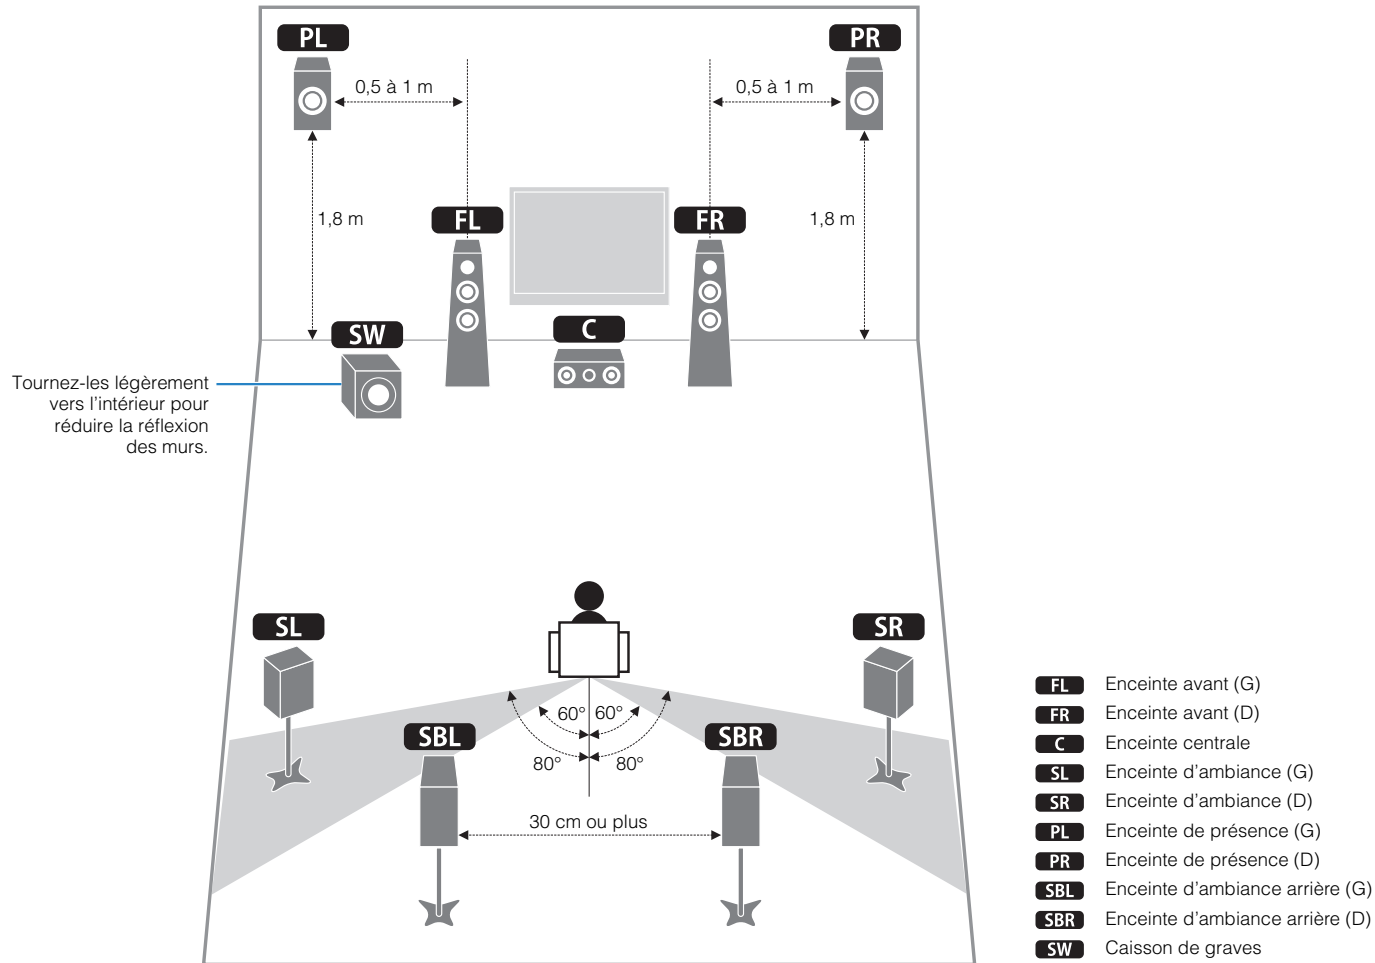 PL
PR
0,5 à 1 m
0,5 à 1 m
1,8 m
FL
FR
1,8 m
SW
C
Tournez-les légèrement
vers l'intérieur pour
réduire la réflexion
des murs.
SL
SR
60°
60°
SBL
SBR
80°
80°
30 cm ou plus
FL Enceinte avant (G)
FR Enceinte avant (D)
C Enceinte centrale
SL Enceinte d'ambiance (G)
SR Enceinte d'ambiance (D)
PL Enceinte de présence (G)
PR Enceinte de présence (D)
SBL Enceinte d'ambiance arrière (G)
SBR Enceinte d'ambiance arrière (D)
SW Caisson de graves